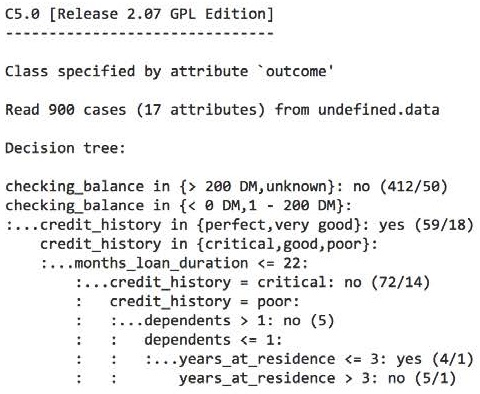 C5.0 [Release 2.07 GPL Edition]
-------------------------------
Class specified by attribute `outcome'
Read 900 cases (17 attributes) from undefined.data
Decision tree:
checking_balance in {> 200 DM,unknown}: no (412/50)
checking_balance in {< 0 DM,1 - 200 DM}:
:...credit_history in {perfect,very good}: yes (59/18)
    credit_history in {critical,good,poor}:
    :...months_loan_duration <= 22:
        :...credit_history = critical: no (72/14)
        :   credit_history = poor:
        :   :...dependents > 1: no (5)
        :   :   dependents <= 1:
        :   :   :...years_at_residence <= 3: yes (4/1)
        :   :       years_at_residence > 3: no (5/1)